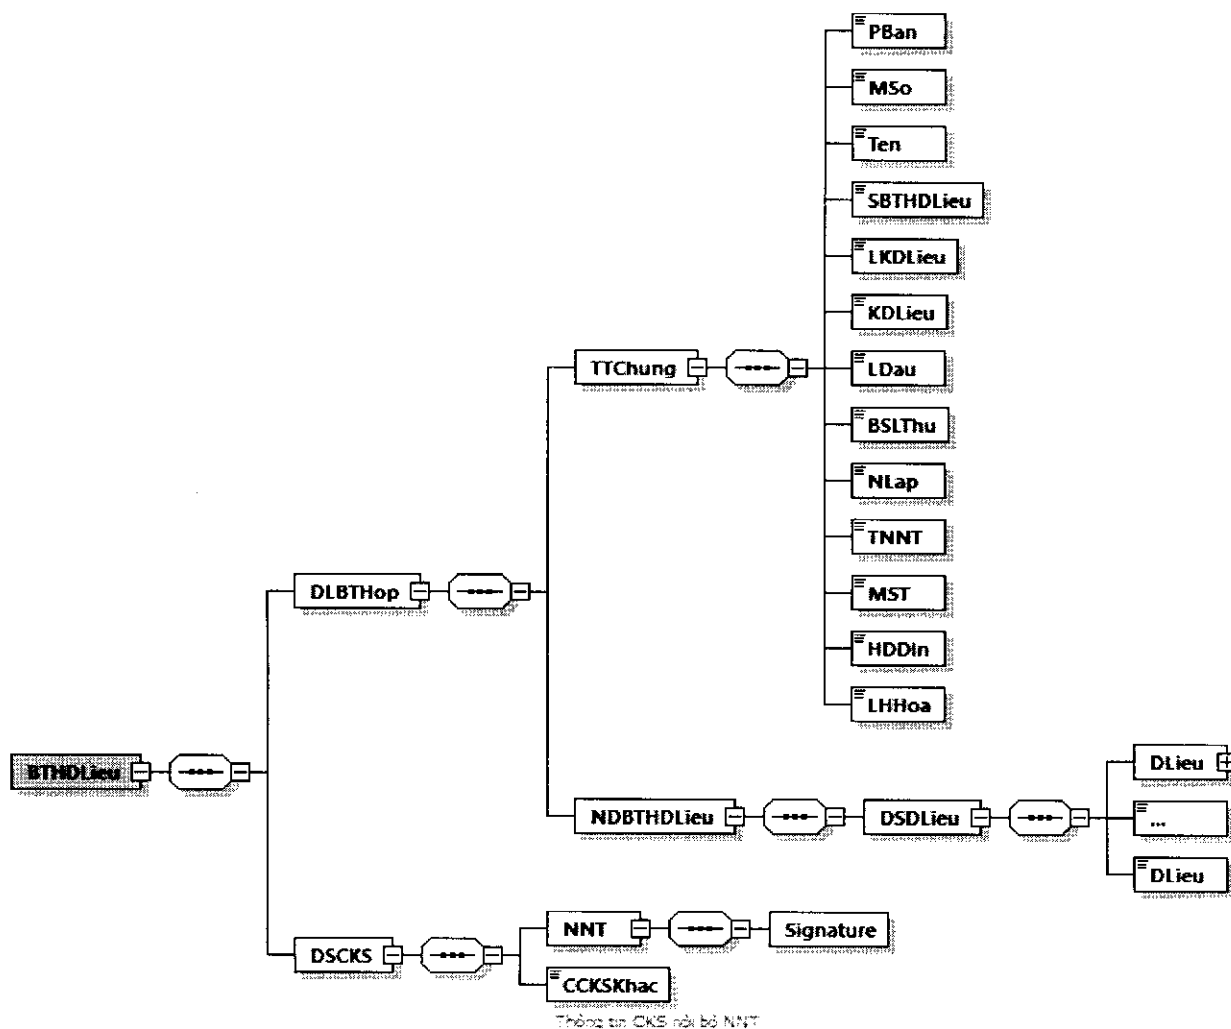 PBan
MSo
Ten
SBTHDLieu
LKDLieu
KDLieu
TTChung
LDau
BSLThu
NLap
TNNT
DLBTHop
MST
HDDIn
LHHoa
BTHDLieu
DLieu
NDBTHDLieu
DSDLieu
...
DLieu
NNT
Signature
DSCKS
CCKSKhac
Thông tin CKS nội bộ NNT